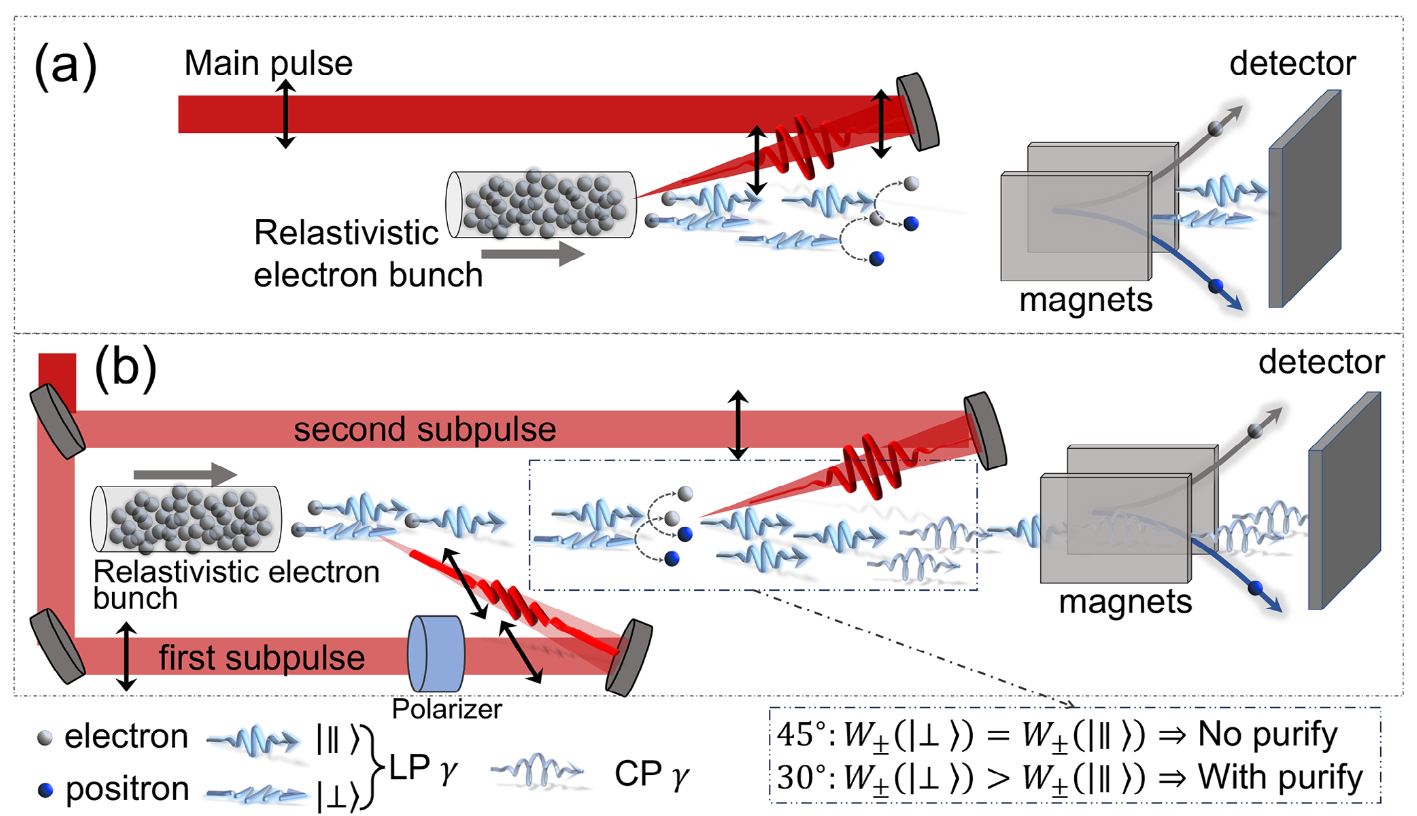 (a)
Main pulse
detector
Relastivistic
electron bunch
magnets
(b)
detector
second subpulse
Relastivistic electron
bunch
magnets
first subpulse
Polarizer
electron |∥⟩
positron |⊥⟩
LP γ
CP γ
45°: W±(|⊥⟩) = W±(|∥⟩) ⇒ No purify
30°: W±(|⊥⟩) > W±(|∥⟩) ⇒ With purify